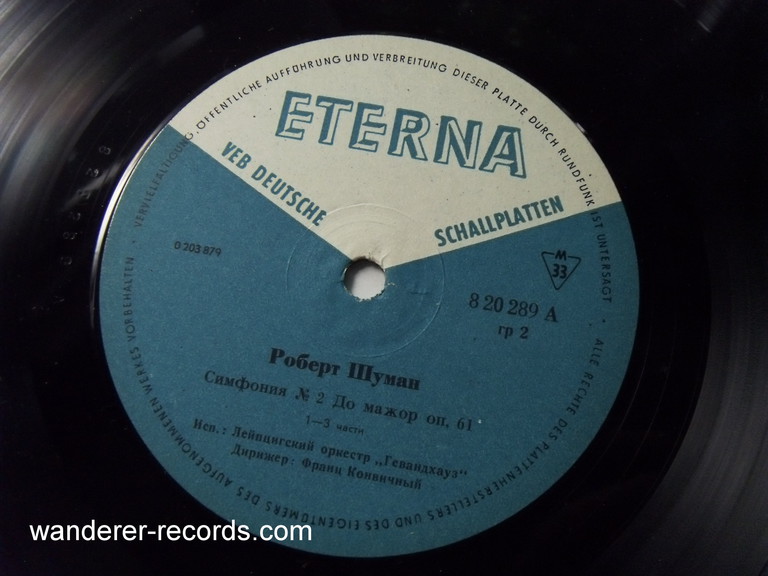 VERVIELFÄLTIGUNG, ÖFFENTLICHE AUFFÜHRUNG UND VERBREITUNG DIESER PLATTE DURCH RUNDFUNK IST UNTERSAGT • ALLE RECHTE DES PLATTENHERSTELLERS UND DES EIGENTÜMERS DES AUFGENOMMENEN WERKES VORBEHALTEN •
ETERNA
VEB DEUTSCHE SCHALLPLATTEN
0 203 879
M
33
8 20 289 A
гр 2
Роберт Шуман
Симфония № 2 До мажор оп. 61
1—3 части
Исп.: Лейпцигский оркестр „Гевандхауз"
Дирижер: Франц Конвичный
wanderer-records.com